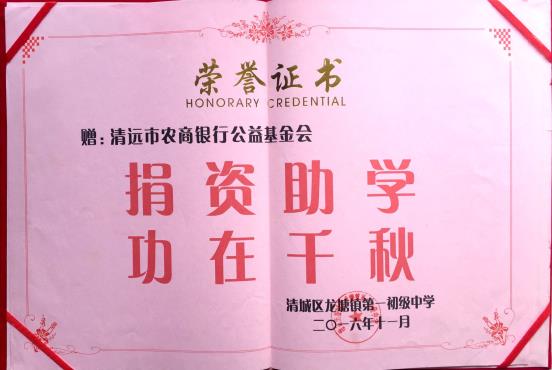 荣誉证书
HONORARY CREDENTIAL
赠：清远市农商银行公益基金会
捐资助学
功在千秋
清城区龙塘镇第一初级中学
二〇一六年十一月